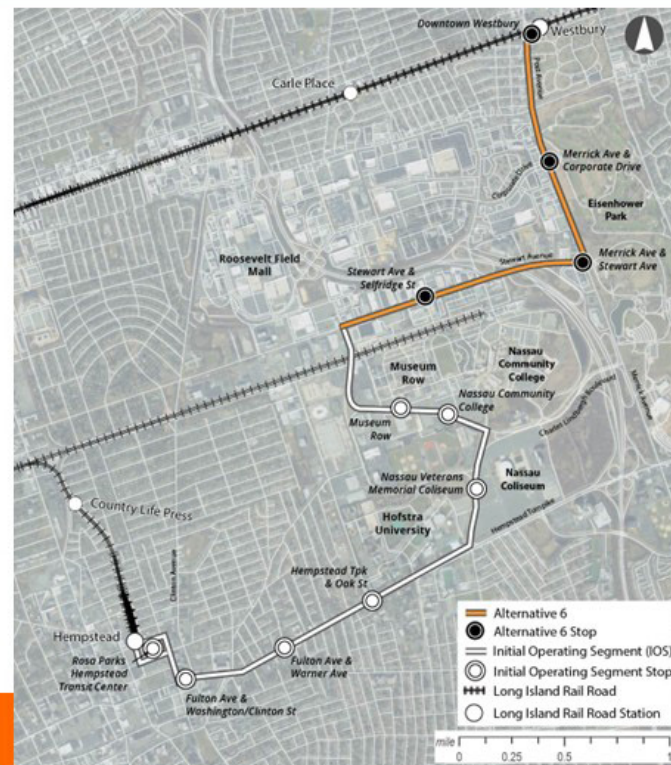 Downtown Westbury
Westbury
Carle Place
Post Avenue
Merrick Ave &
Corporate Drive
Corporate Drive
Eisenhower
Park
Roosevelt Field
Mall
Stewart Avenue
Merrick Ave &
Stewart Ave
Stewart Ave &
Selfridge St
Museum
Row
Nassau
Community
College
Nassau Community
College
Museum
Row
Charles Lindbergh Boulevard
Merrick Avenue
Nassau Veterans
Memorial Coliseum
Nassau
Coliseum
Country Life Press
Hofstra
University
Hempstead Turnpike
Clinton Avenue
Hempstead Tpk
& Oak St
Hempstead
Rosa Parks
Hempstead
Transit Center
Fulton Ave &
Warner Ave
Fulton Ave &
Washington/Clinton St
Alternative 6
Alternative 6 Stop
Initial Operating Segment (IOS)
Initial Operating Segment Stop
Long Island Rail Road
Long Island Rail Road Station
mile
0 0.25 0.5 1